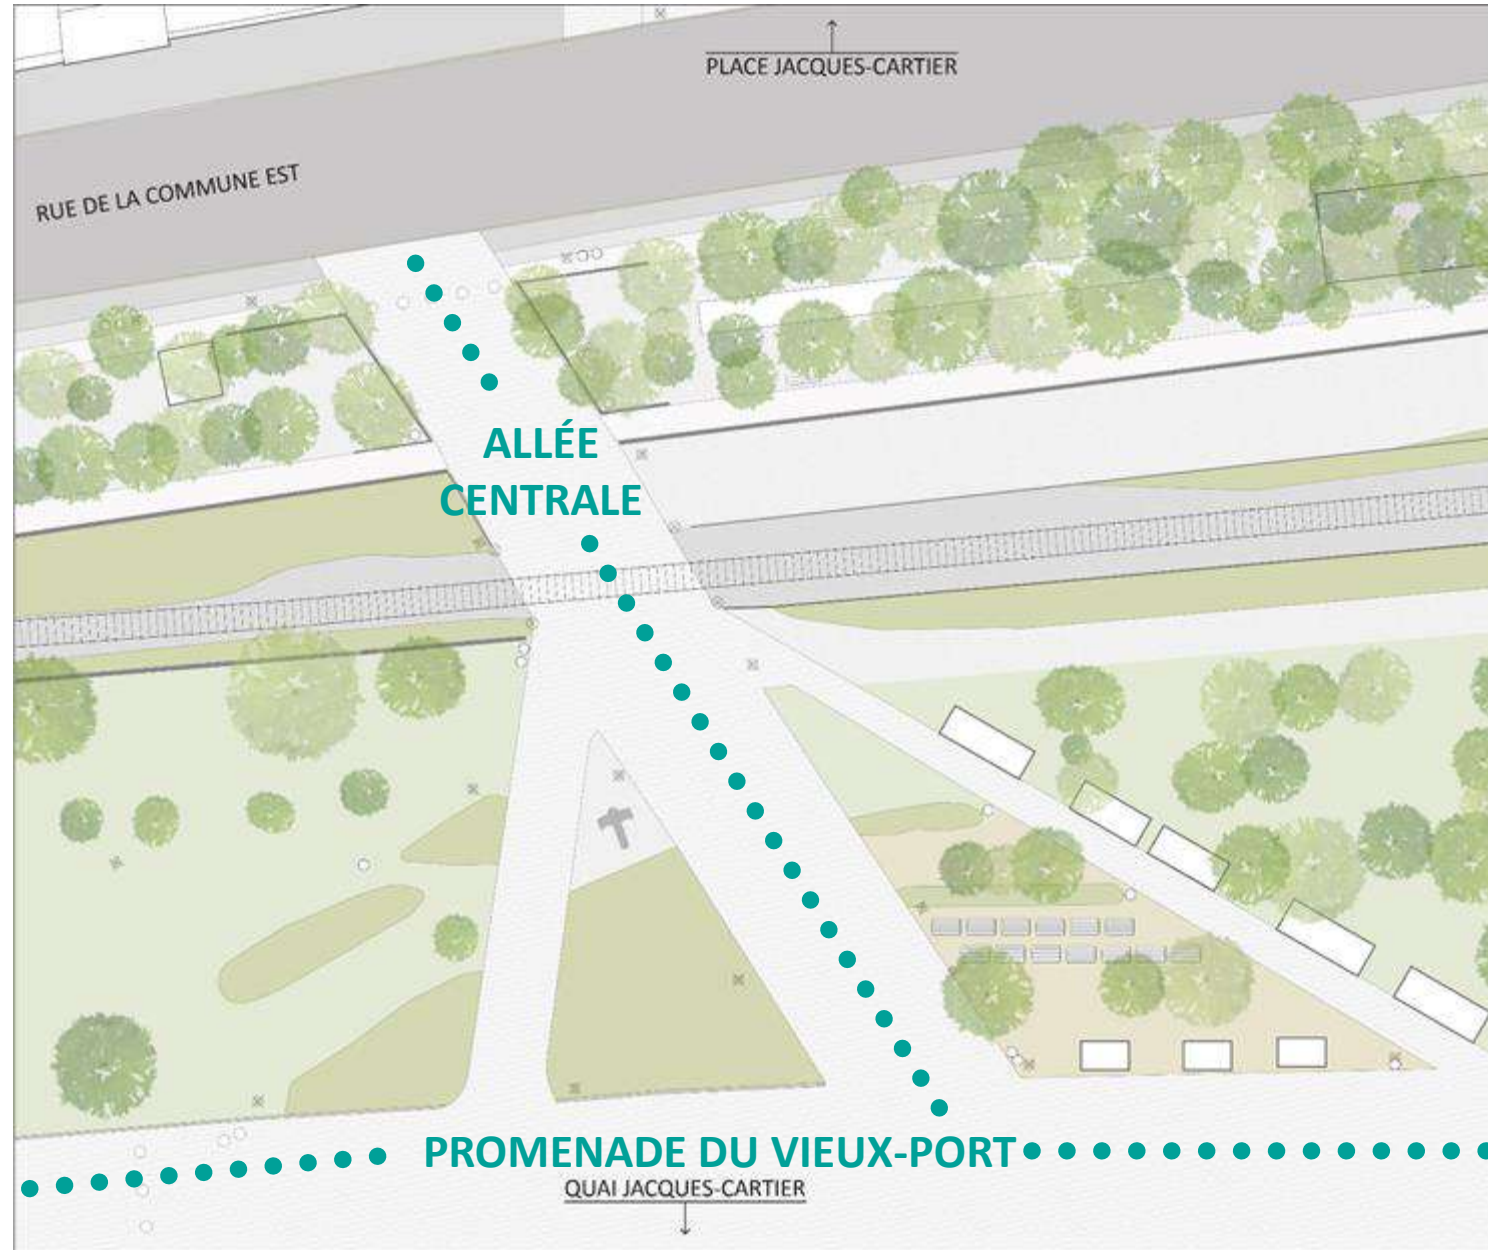 PLACE JACQUES-CARTIER
RUE DE LA COMMUNE EST
ALLÉE
CENTRALE
PROMENADE DU VIEUX-PORT
QUAI JACQUES-CARTIER